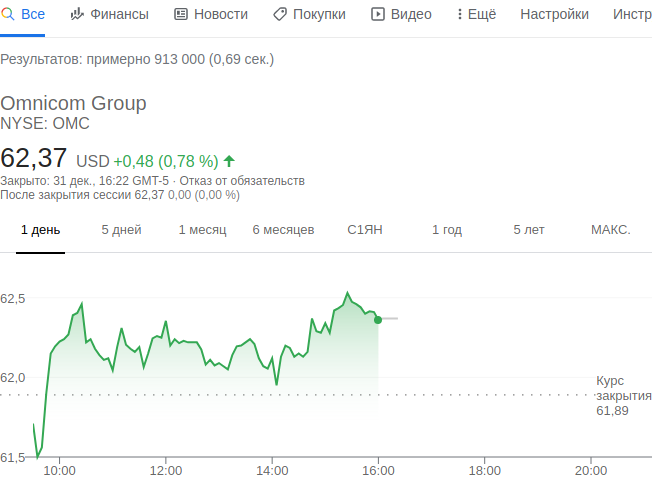 Все Финансы Новости Покупки Видео Ещё Настройки Инстр
Результатов: примерно 913 000 (0,69 сек.)
Omnicom Group
NYSE: OMC
62,37 USD +0,48 (0,78 %)
Закрыто: 31 дек., 16:22 GMT-5 · Отказ от обязательств
После закрытия сессии 62,37 0,00 (0,00 %)
1 день 5 дней 1 месяц 6 месяцев С1ЯН 1 год 5 лет МАКС.
62,5
62,0
Курс
закрытия
61,89
61,5
10:00 12:00 14:00 16:00 18:00 20:00